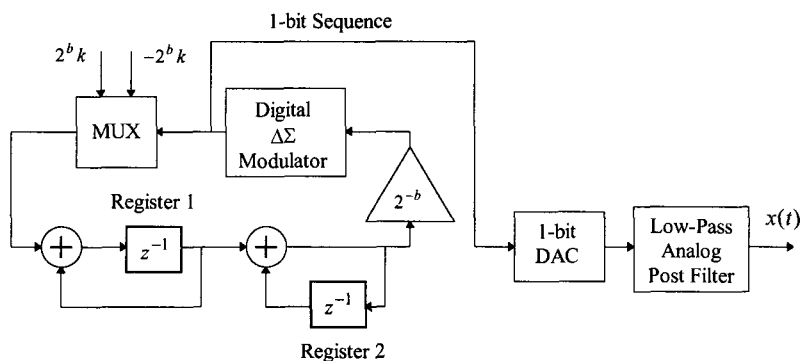 1-bit Sequence
2^b k
−2^b k
MUX
Digital
ΔΣ
Modulator
2^−b
Register 1
+
z^−1
+
z^−1
Register 2
1-bit
DAC
Low-Pass
Analog
Post Filter
x(t)